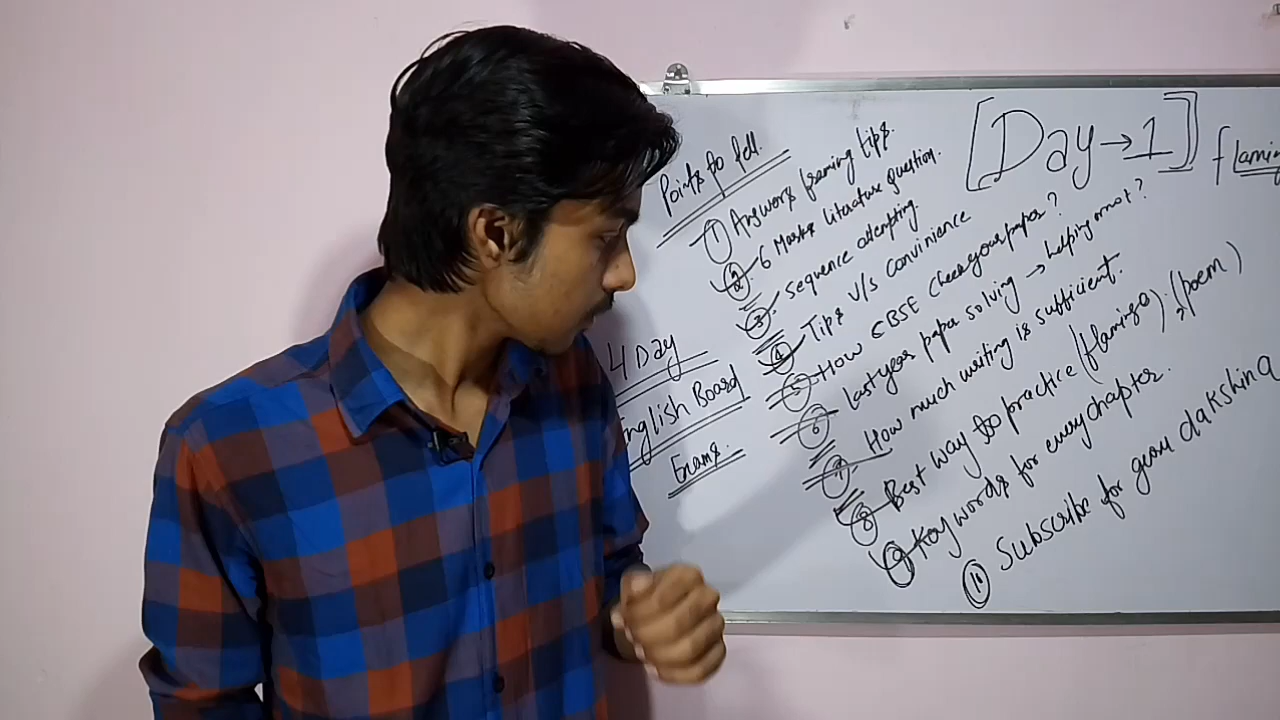 Points to tell.
[Day → 1]
flaming
① Answers framing tips.
② 6 Marks literature question.
③ Sequence attempting
④ Tips v/s convinience
⑤ How CBSE check your paper?
⑥ Last year paper solving → helping or not?
⑦ How much writing is sufficient.
⑧ Best way to practice (flamingo). (poem)
⑨ Key words for every chapter.
⑩ Subscribe for guru dakshina
4 Day
English Board
Exams.